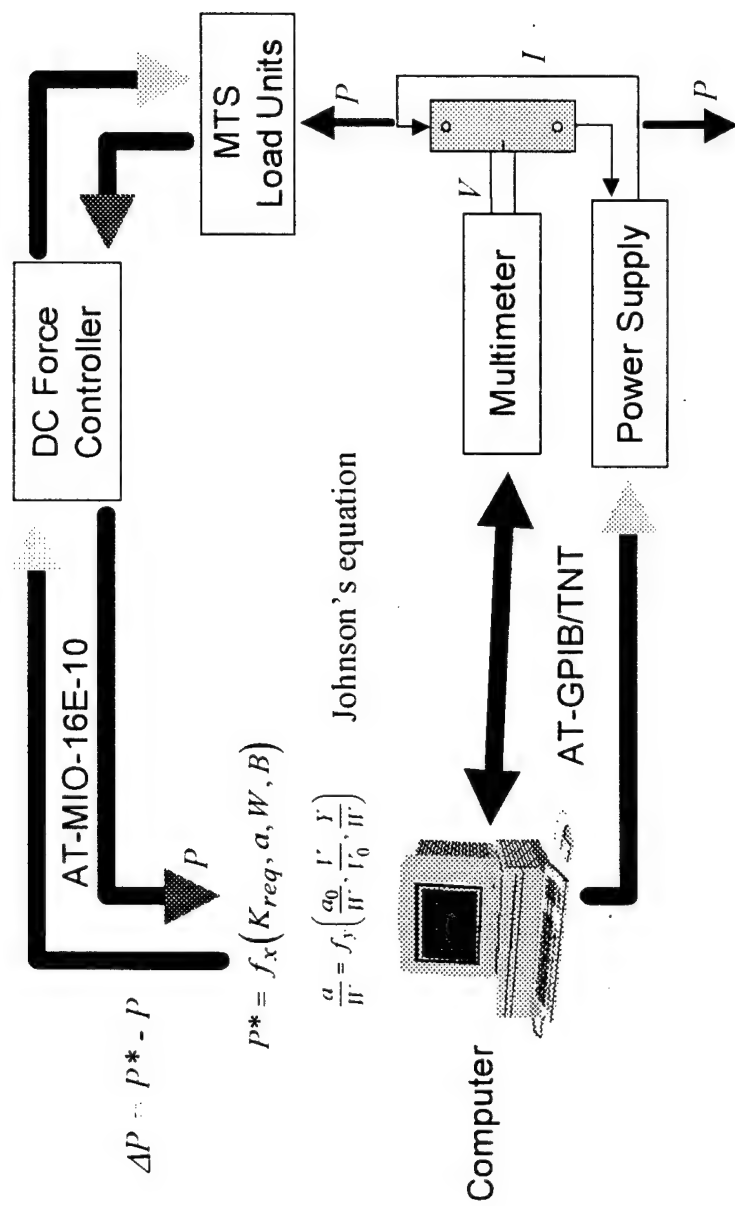 DC Force
Controller
MTS
Load Units
AT-MIO-16E-10
ΔP = P* - P
P
P* = f_x(K_req, a, W, B)
a/W = f_y(a_0/W, V/V_0, Y/W)
Johnson's equation
P
I
V
Multimeter
Computer
AT-GPIB/TNT
Power Supply
P